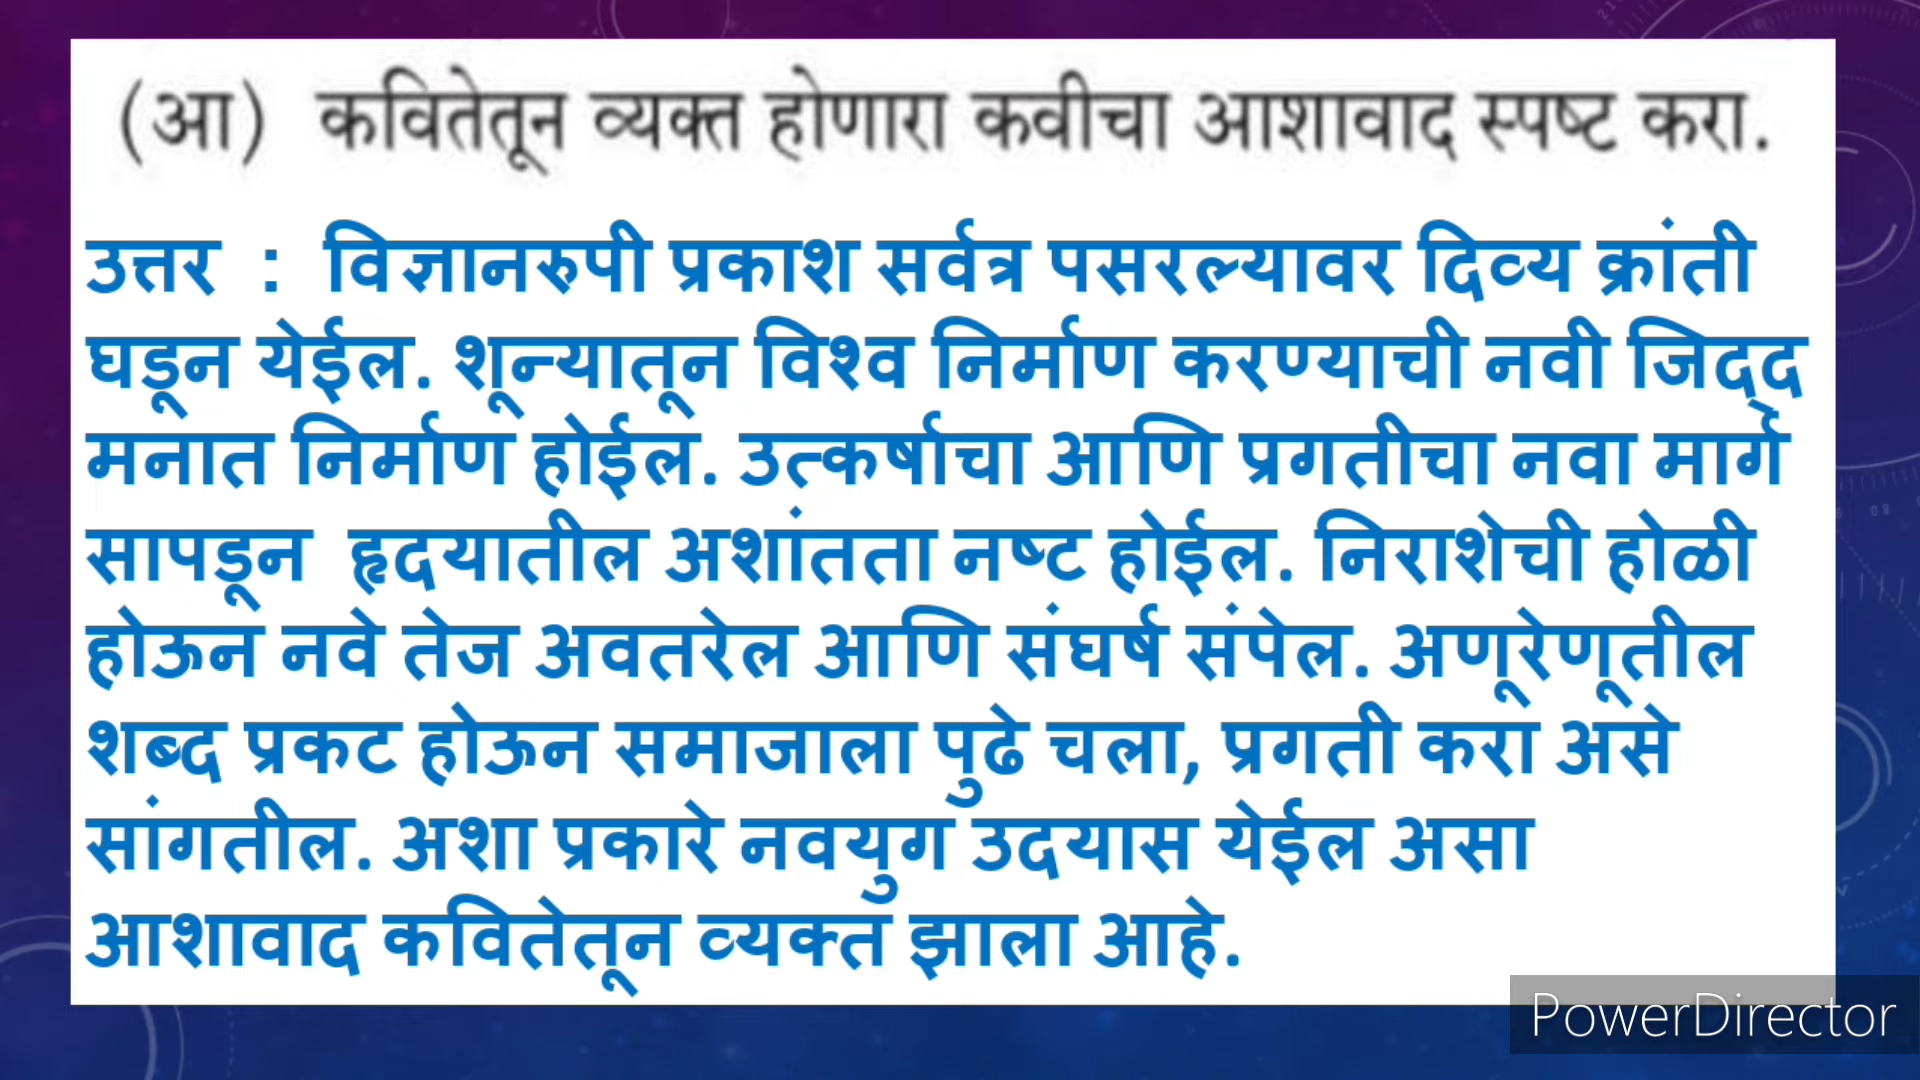 (आ) कवितेतून व्यक्त होणारा कवीचा आशावाद स्पष्ट करा.
उत्तर : विज्ञानरुपी प्रकाश सर्वत्र पसरल्यावर दिव्य क्रांती
घडून येईल. शून्यातून विश्व निर्माण करण्याची नवी जिद्द
मनात निर्माण होईल. उत्कर्षाचा आणि प्रगतीचा नवा मार्ग
सापडून हृदयातील अशांतता नष्ट होईल. निराशेची होळी
होऊन नवे तेज अवतरेल आणि संघर्ष संपेल. अणूरेणूतील
शब्द प्रकट होऊन समाजाला पुढे चला, प्रगती करा असे
सांगतील. अशा प्रकारे नवयुग उदयास येईल असा
आशावाद कवितेतून व्यक्त झाला आहे.
PowerDirector